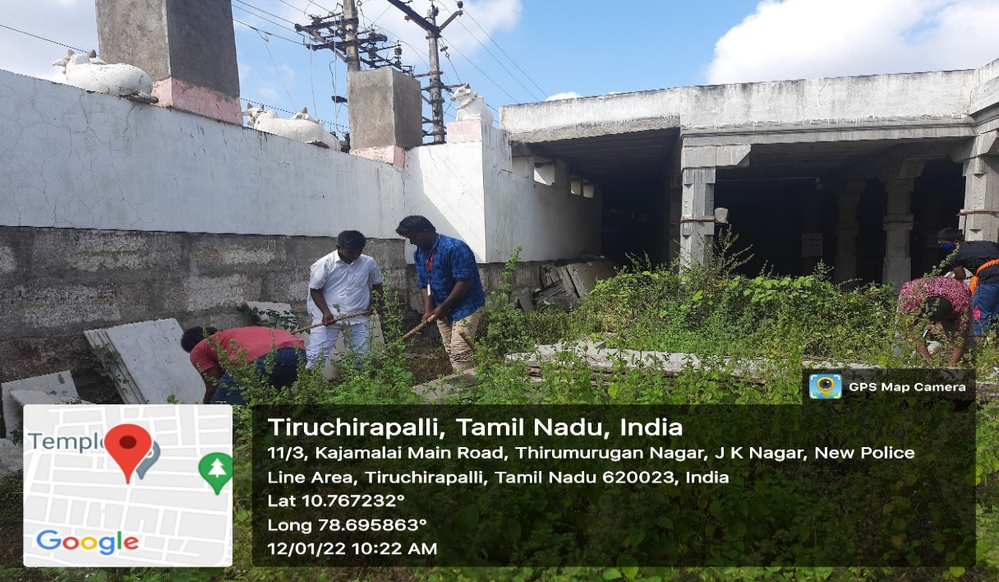 GPS Map Camera
Tiruchirapalli, Tamil Nadu, India
11/3, Kajamalai Main Road, Thirumurugan Nagar, J K Nagar, New Police
Line Area, Tiruchirapalli, Tamil Nadu 620023, India
Lat 10.767232°
Long 78.695863°
12/01/22 10:22 AM
Google